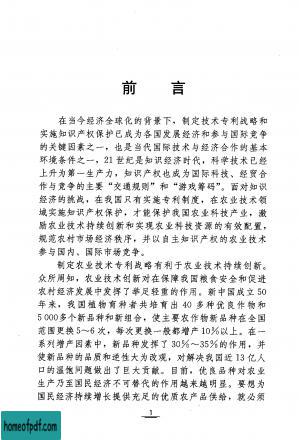 前 言
在当今经济全球化的背景下，制定技术专利战略和
实施知识产权保护已成为各国发展经济和参与国际竞争
的关键因素之一，也是当代国际技术与经济合作的基本
环境条件之一，21 世纪是知识经济时代，科学技术已经
上升为第一生产力，知识产权也成为国际科技、经贸合
作与竞争的主要“交通规则”和“游戏筹码”。面对知识
经济的挑战，在我国只有实施专利制度，在农业技术领
域实施知识产权保护，才能保护我国农业科技产业，激
励农业技术持续创新和实现农业科技资源的有效配置，
规范农村市场经济秩序，并以自主知识产权的农业技术
参与国内、国际市场竞争。
制定农业技术专利战略有利于农业技术持续创新。
众所周知，农业技术创新对在保障我国粮食安全和促进
农村经济发展中发挥了举足轻重的作用。新中国成立 50
年来，我国植物育种者共培育出 40 多种优良作物和
5 000多个新品种和新组合，使主要农作物新品种在全国
范围更换 5～6 次，每次更换一般都增产10％以上。在一
系列增产因素中，新品种发挥了30％～35％的作用，并
使新品种的品质和逆性大为改观，对解决我国近 13 亿人
口的温饱问题做出了巨大贡献。目前，优良品种对农业
生产乃至国民经济不可替代的作用越来越明显。要想为
国民经济持续增长提供充足的优质农产品供给，就必须
1
homeofpdf.com
homeofpdf.com